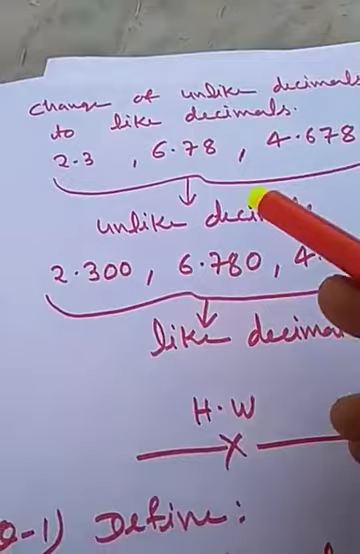 change of unlike decimals
to like decimals.
2.3 , 6.78 , 4.678
unlike
2.300 , 6.780, 4.
like decimal
H.W
Q-1) Define: